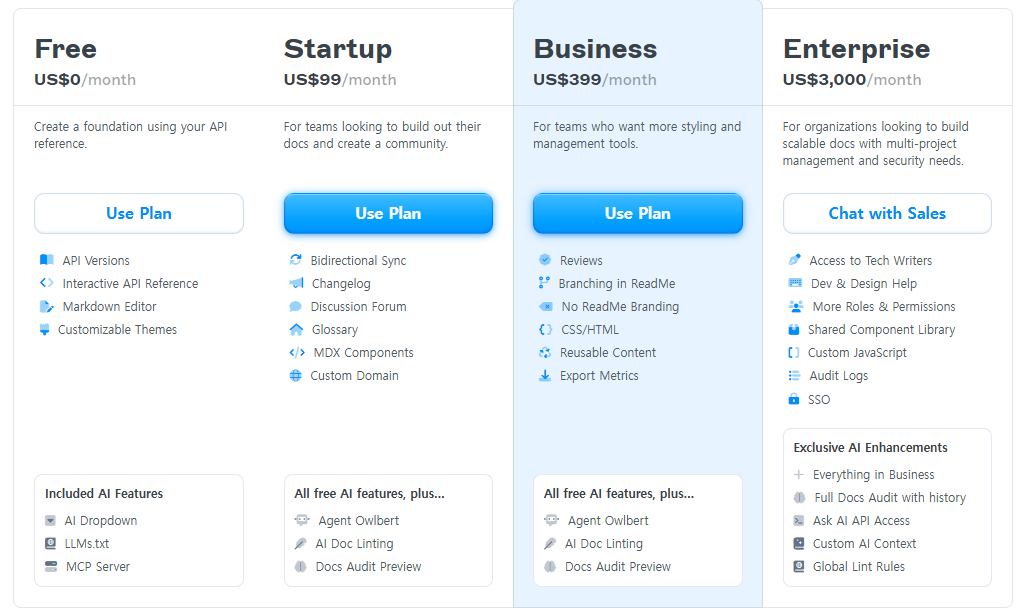 Free
US$0/month
Create a foundation using your API
reference.
Use Plan
API Versions
Interactive API Reference
Markdown Editor
Customizable Themes
Included AI Features
AI Dropdown
LLMs.txt
MCP Server
Startup
US$99/month
For teams looking to build out their
docs and create a community.
Use Plan
Bidirectional Sync
Changelog
Discussion Forum
Glossary
MDX Components
Custom Domain
All free AI features, plus...
Agent Owlbert
AI Doc Linting
Docs Audit Preview
Business
US$399/month
For teams who want more styling and
management tools.
Use Plan
Reviews
Branching in ReadMe
No ReadMe Branding
CSS/HTML
Reusable Content
Export Metrics
All free AI features, plus...
Agent Owlbert
AI Doc Linting
Docs Audit Preview
Enterprise
US$3,000/month
For organizations looking to build
scalable docs with multi-project
management and security needs.
Chat with Sales
Access to Tech Writers
Dev & Design Help
More Roles & Permissions
Shared Component Library
Custom JavaScript
Audit Logs
SSO
Exclusive AI Enhancements
Everything in Business
Full Docs Audit with history
Ask AI API Access
Custom AI Context
Global Lint Rules